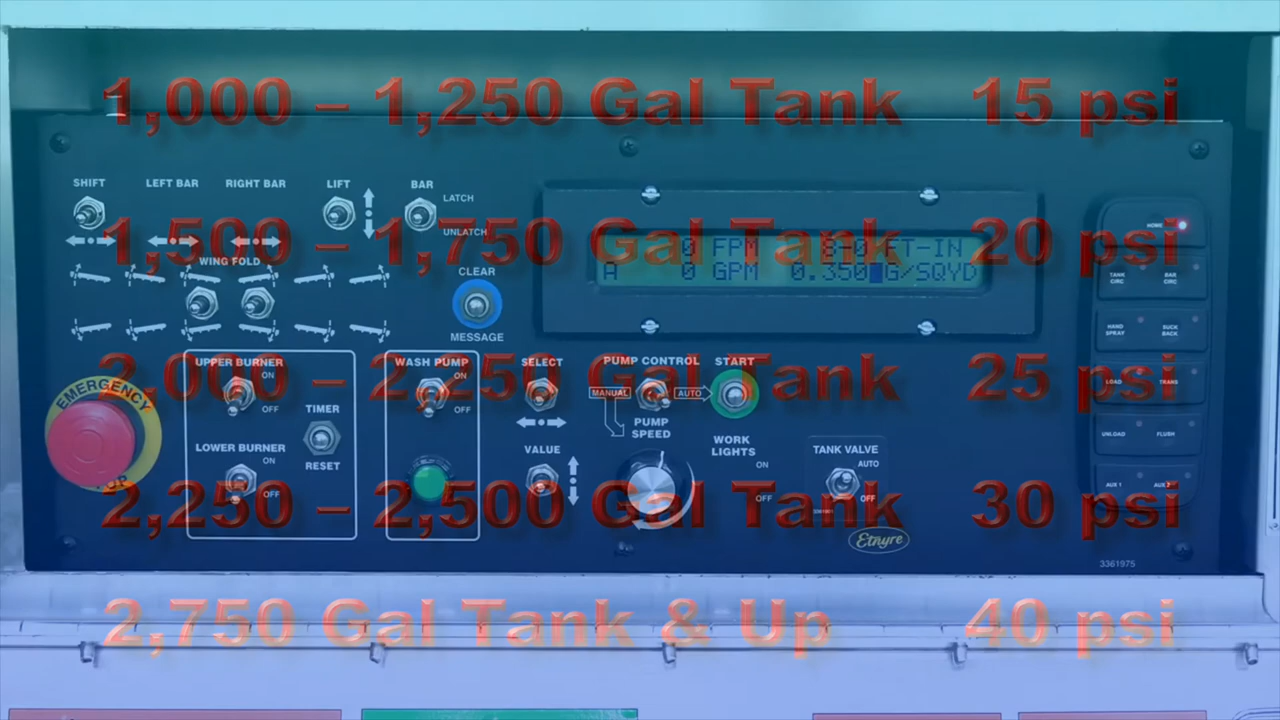 1,000 – 1,250 Gal Tank 15 psi
SHIFT LEFT BAR RIGHT BAR LIFT BAR
LATCH
UNLATCH
1,500 – 1,750 Gal Tank 20 psi
HOME
WING FOLD
0 FPM 8-0 FT-IN
A 0 GPM 0.350 G/SQYD
CLEAR
MESSAGE
TANK CIRC
BAR CIRC
HAND SPRAY
SUCK BACK
UPPER BURNER
ON
OFF
WASH PUMP
ON
OFF
SELECT
PUMP CONTROL
START
MANUAL
AUTO
2,000 – 2,250 Gal Tank 25 psi
LOAD
TRANS
EMERGENCY
TIMER
RESET
PUMP SPEED
WORK LIGHTS
ON
OFF
UNLOAD
FLUSH
LOWER BURNER
ON
OFF
VALUE
TANK VALVE
AUTO
OFF
AUX 1
AUX 2
2,250 – 2,500 Gal Tank 30 psi
Etnyre
3361975
2,750 Gal Tank & Up 40 psi